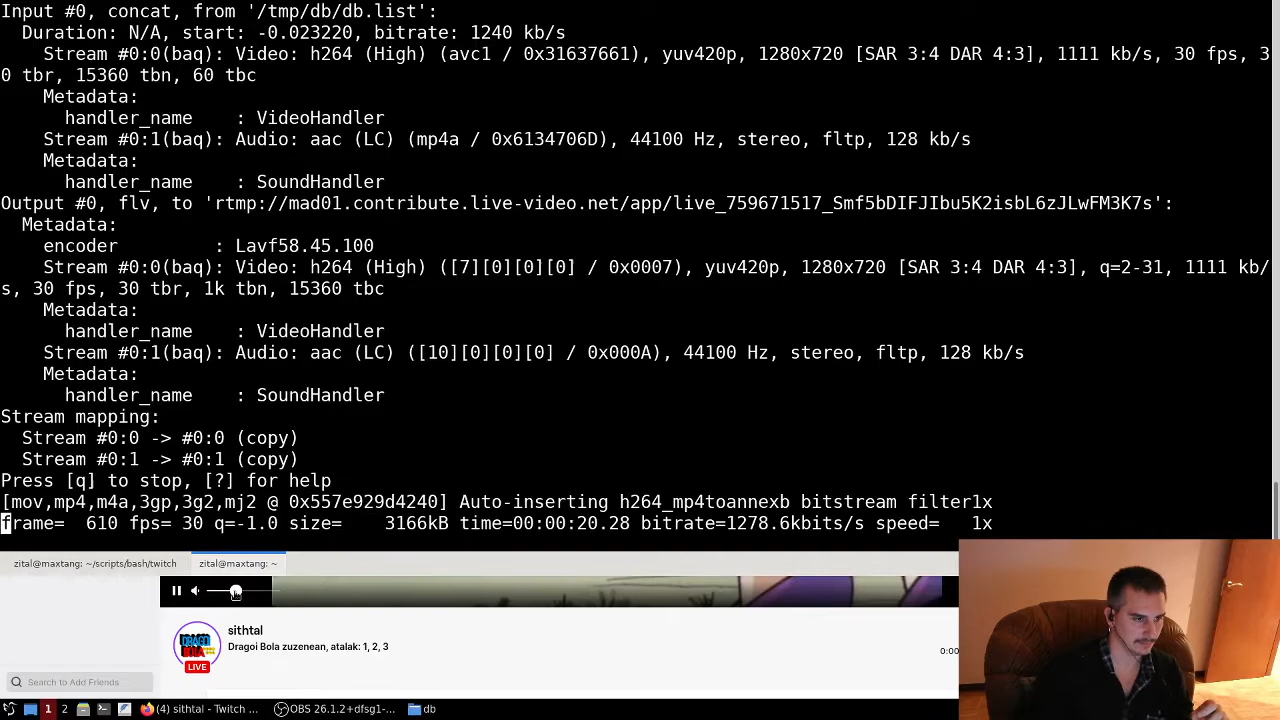 Input #0, concat, from '/tmp/db/db.list':
  Duration: N/A, start: -0.023220, bitrate: 1240 kb/s
    Stream #0:0(baq): Video: h264 (High) (avc1 / 0x31637661), yuv420p, 1280x720 [SAR 3:4 DAR 4:3], 1111 kb/s, 30 fps, 3
0 tbr, 15360 tbn, 60 tbc
    Metadata:
      handler_name    : VideoHandler
    Stream #0:1(baq): Audio: aac (LC) (mp4a / 0x6134706D), 44100 Hz, stereo, fltp, 128 kb/s
    Metadata:
      handler_name    : SoundHandler
Output #0, flv, to 'rtmp://mad01.contribute.live-video.net/app/live_759671517_Smf5bDIFJIbu5K2isbL6zJLwFM3K7s':
  Metadata:
    encoder         : Lavf58.45.100
    Stream #0:0(baq): Video: h264 (High) ([7][0][0][0] / 0x0007), yuv420p, 1280x720 [SAR 3:4 DAR 4:3], q=2-31, 1111 kb/
s, 30 fps, 30 tbr, 1k tbn, 15360 tbc
    Metadata:
      handler_name    : VideoHandler
    Stream #0:1(baq): Audio: aac (LC) ([10][0][0][0] / 0x000A), 44100 Hz, stereo, fltp, 128 kb/s
    Metadata:
      handler_name    : SoundHandler
Stream mapping:
  Stream #0:0 -> #0:0 (copy)
  Stream #0:1 -> #0:1 (copy)
Press [q] to stop, [?] for help
[mov,mp4,m4a,3gp,3g2,mj2 @ 0x557e929d4240] Auto-inserting h264_mp4toannexb bitstream filter1x
frame=  610 fps= 30 q=-1.0 size=    3166kB time=00:00:20.28 bitrate=1278.6kbits/s speed=   1x
zital@maxtang: ~/scripts/bash/twitch zital@maxtang: ~
sithtal
Dragoi Bola zuzenean, atalak: 1, 2, 3
0:00
DRAGOI
BOLA
LIVE
Search to Add Friends
1 2 (4) sithtal - Twitch ... OBS 26.1.2+dfsg1-... db